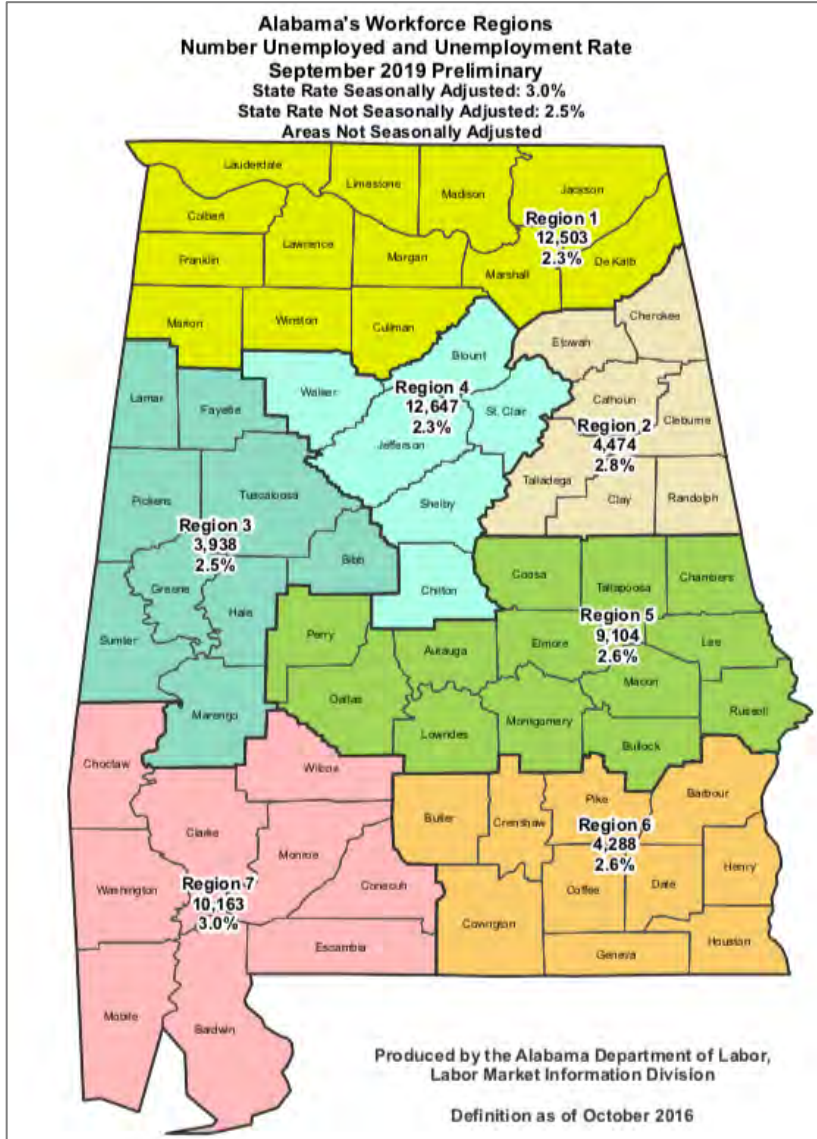 Alabama's Workforce Regions
Number Unemployed and Unemployment Rate
September 2019 Preliminary
State Rate Seasonally Adjusted: 3.0%
State Rate Not Seasonally Adjusted: 2.5%
Areas Not Seasonally Adjusted
Lauderdale
Limestone
Madison
Jackson
Colbert
Lawrence
Franklin
Morgan
Marshall
De Kalb
Region 1
12,503
2.3%
Marion
Winston
Cullman
Cherokee
Etowah
Blount
Walker
Lamar
Fayette
Region 4
12,647
2.3%
St. Clair
Jefferson
Calhoun
Cleburne
Region 2
4,474
2.8%
Talladega
Clay
Randolph
Shelby
Pickens
Tuscaloosa
Region 3
3,938
2.5%
Bibb
Greene
Hale
Sumter
Chilton
Coosa
Tallapoosa
Chambers
Region 5
9,104
2.6%
Perry
Autauga
Elmore
Lee
Macon
Dallas
Marengo
Lowndes
Montgomery
Russell
Bullock
Choctaw
Wilcox
Butler
Crenshaw
Pike
Barbour
Region 6
4,288
2.6%
Clarke
Monroe
Henry
Washington
Region 7
10,163
3.0%
Conecuh
Coffee
Dale
Covington
Escambia
Geneva
Houston
Mobile
Baldwin
Produced by the Alabama Department of Labor,
Labor Market Information Division
Definition as of October 2016